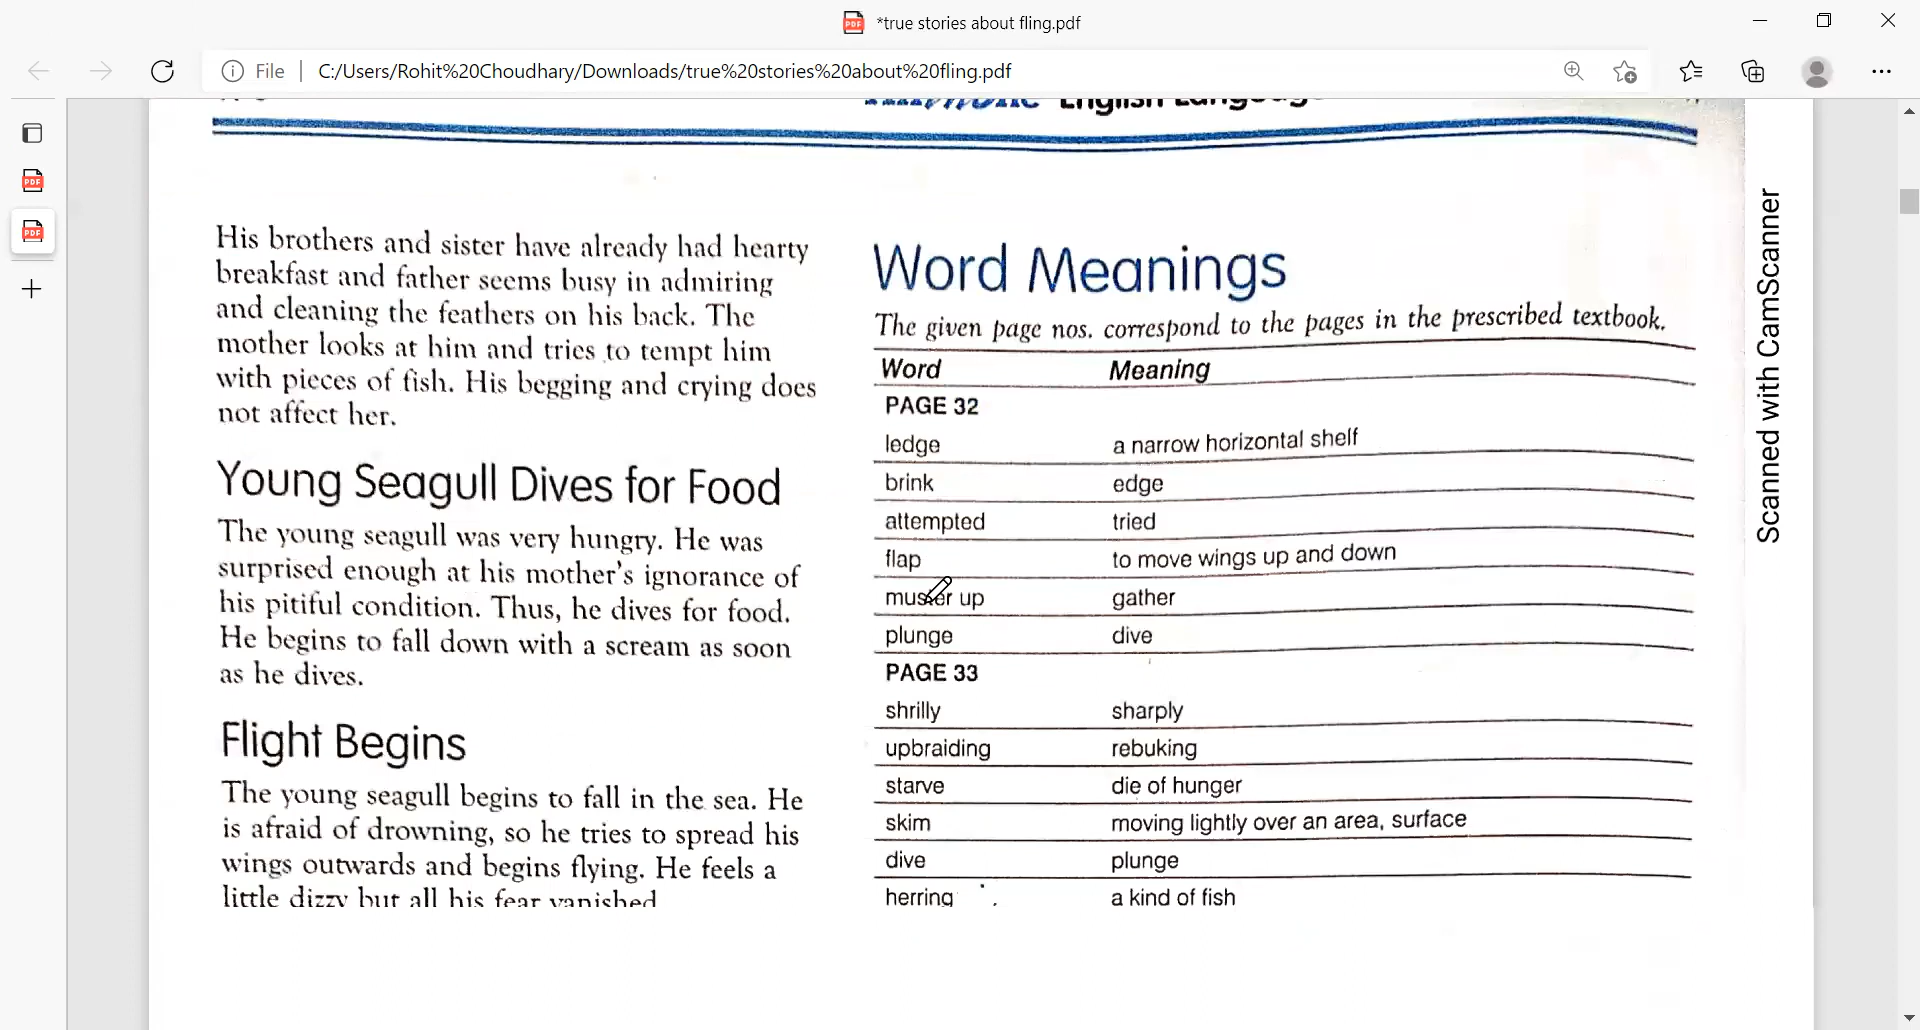 *true stories about fling.pdf
File
C:/Users/Rohit%20Choudhary/Downloads/true%20stories%20about%20fling.pdf
English Language
His brothers and sister have already had hearty
breakfast and father seems busy in admiring
and cleaning the feathers on his back. The
mother looks at him and tries to tempt him
with pieces of fish. His begging and crying does
not affect her.
Young Seagull Dives for Food
The young seagull was very hungry. He was
surprised enough at his mother's ignorance of
his pitiful condition. Thus, he dives for food.
He begins to fall down with a scream as soon
as he dives.
Flight Begins
The young seagull begins to fall in the sea. He
is afraid of drowning, so he tries to spread his
wings outwards and begins flying. He feels a
little dizzy but all his fear vanished
Word Meanings
The given page nos. correspond to the pages in the prescribed textbook.
Word Meaning
PAGE 32
ledge a narrow horizontal shelf
brink edge
attempted tried
flap to move wings up and down
muster up gather
plunge dive
PAGE 33
shrilly sharply
upbraiding rebuking
starve die of hunger
skim moving lightly over an area, surface
dive plunge
herring a kind of fish
Scanned with CamScanner